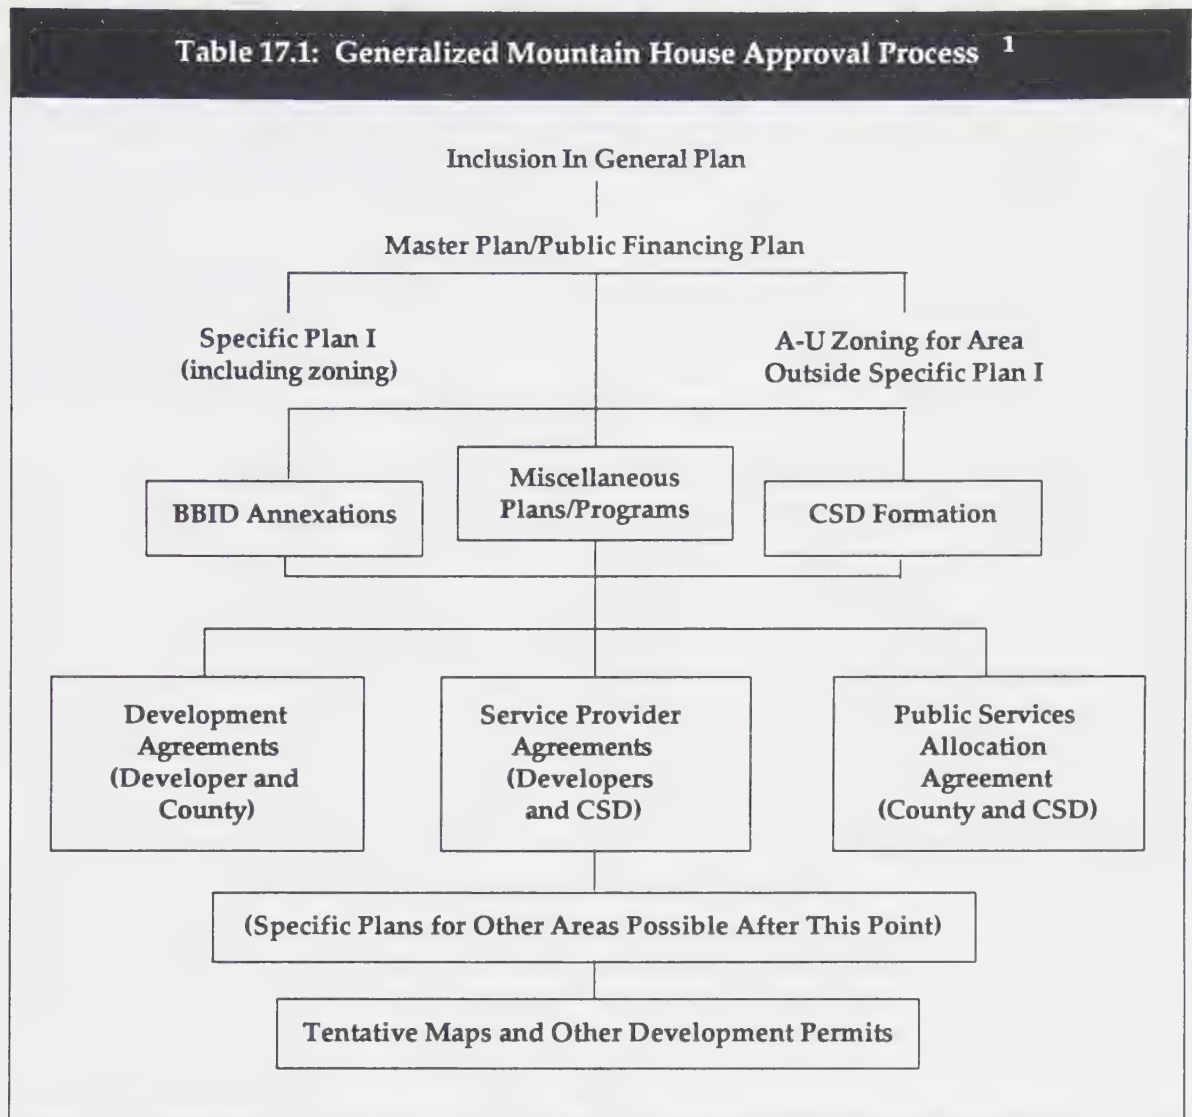 Table 17.1: Generalized Mountain House Approval Process 1
Inclusion In General Plan
Master Plan/Public Financing Plan
Specific Plan I
(including zoning)
A-U Zoning for Area
Outside Specific Plan I
BBID Annexations
Miscellaneous
Plans/Programs
CSD Formation
Development
Agreements
(Developer and
County)
Service Provider
Agreements
(Developers
and CSD)
Public Services
Allocation
Agreement
(County and CSD)
(Specific Plans for Other Areas Possible After This Point)
Tentative Maps and Other Development Permits